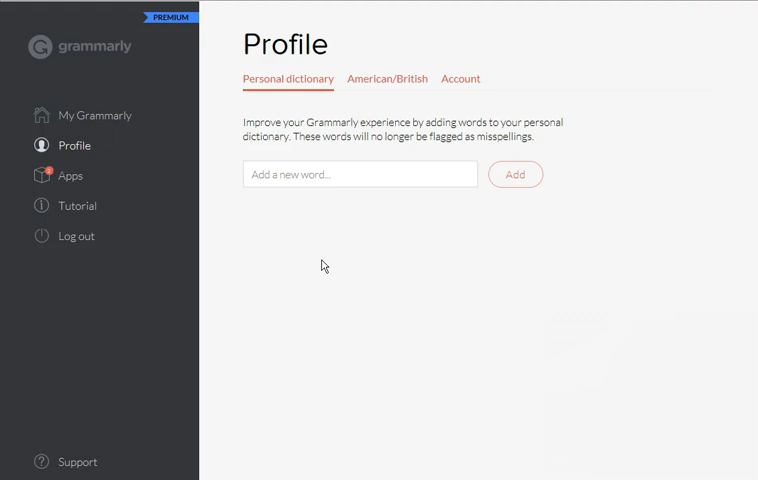 PREMIUM
grammarly
My Grammarly
Profile
2
Apps
Tutorial
Log out
Support
Profile
Personal dictionary American/British Account
Improve your Grammarly experience by adding words to your personal
dictionary. These words will no longer be flagged as misspellings.
Add a new word... Add